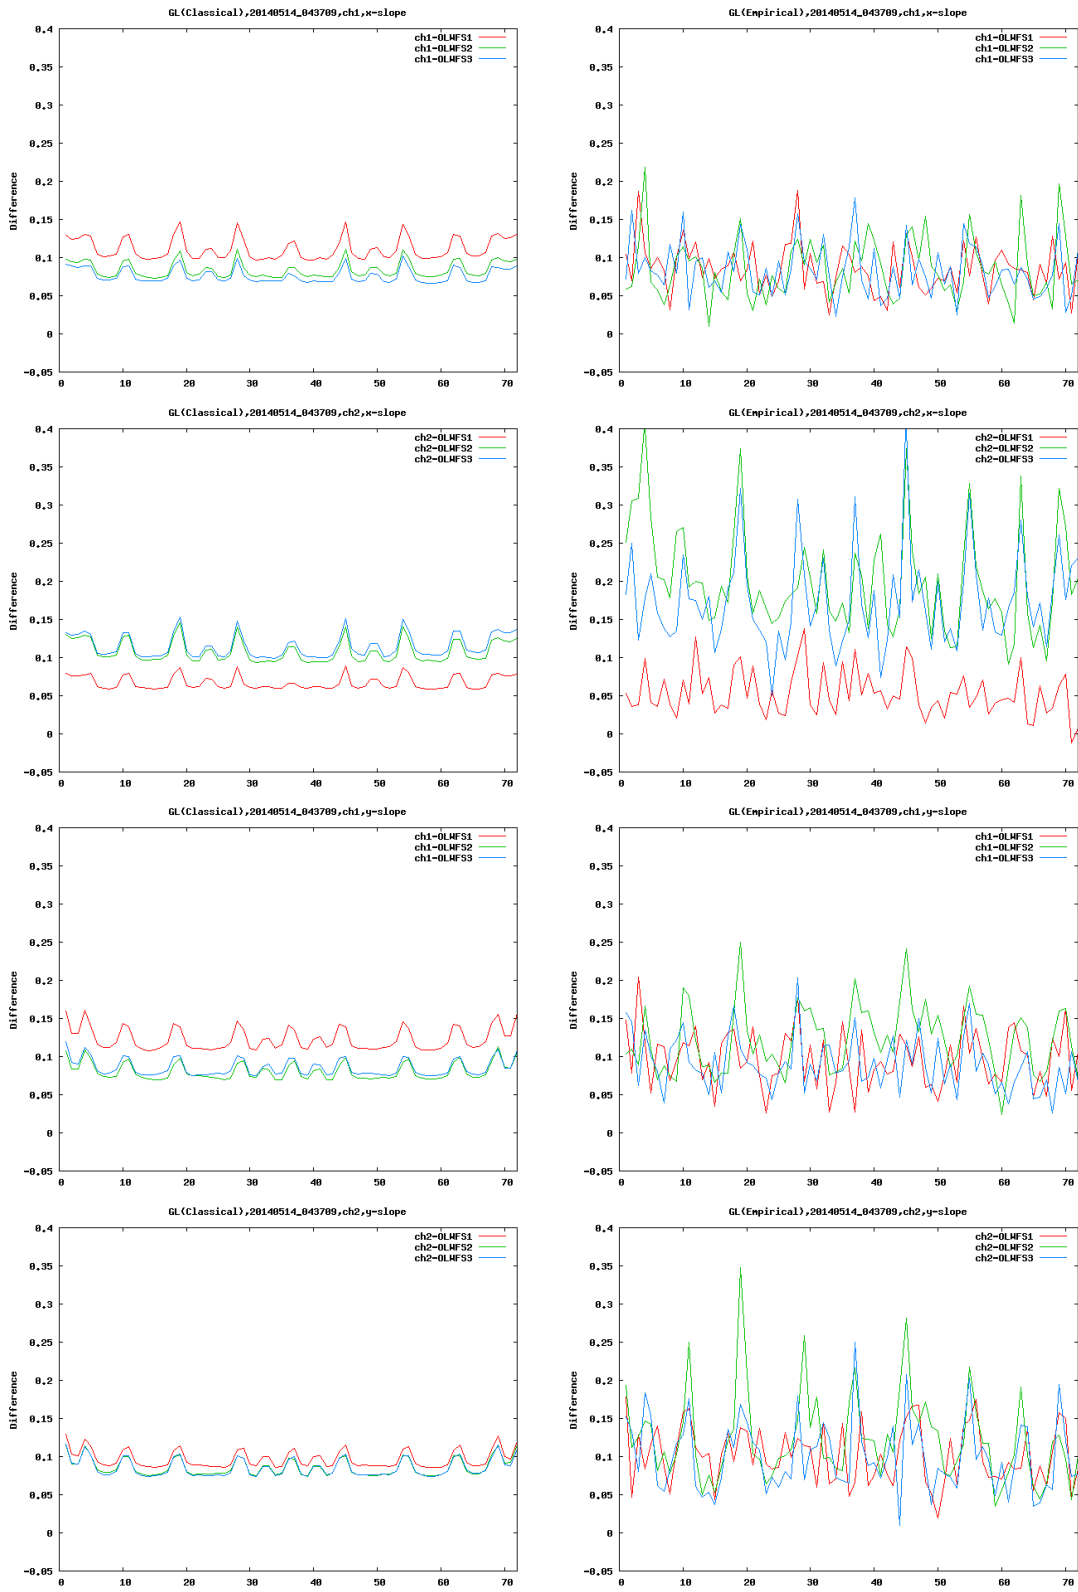 GL(Classical),20140514_043709,ch1,x-slope
0.4
0.35
0.3
0.25
0.2
0.15
0.1
0.05
0
-0.05
Difference
ch1-OLWFS1
ch1-OLWFS2
ch1-OLWFS3
0 10 20 30 40 50 60 70
GL(Empirical),20140514_043709,ch1,x-slope
0.4
0.35
0.3
0.25
0.2
0.15
0.1
0.05
0
-0.05
Difference
ch1-OLWFS1
ch1-OLWFS2
ch1-OLWFS3
0 10 20 30 40 50 60 70
GL(Classical),20140514_043709,ch2,x-slope
0.4
0.35
0.3
0.25
0.2
0.15
0.1
0.05
0
-0.05
Difference
ch2-OLWFS1
ch2-OLWFS2
ch2-OLWFS3
0 10 20 30 40 50 60 70
GL(Empirical),20140514_043709,ch2,x-slope
0.4
0.35
0.3
0.25
0.2
0.15
0.1
0.05
0
-0.05
Difference
ch2-OLWFS1
ch2-OLWFS2
ch2-OLWFS3
0 10 20 30 40 50 60 70
GL(Classical),20140514_043709,ch1,y-slope
0.4
0.35
0.3
0.25
0.2
0.15
0.1
0.05
0
-0.05
Difference
ch1-OLWFS1
ch1-OLWFS2
ch1-OLWFS3
0 10 20 30 40 50 60 70
GL(Empirical),20140514_043709,ch1,y-slope
0.4
0.35
0.3
0.25
0.2
0.15
0.1
0.05
0
-0.05
Difference
ch1-OLWFS1
ch1-OLWFS2
ch1-OLWFS3
0 10 20 30 40 50 60 70
GL(Classical),20140514_043709,ch2,y-slope
0.4
0.35
0.3
0.25
0.2
0.15
0.1
0.05
0
-0.05
Difference
ch2-OLWFS1
ch2-OLWFS2
ch2-OLWFS3
0 10 20 30 40 50 60 70
GL(Empirical),20140514_043709,ch2,y-slope
0.4
0.35
0.3
0.25
0.2
0.15
0.1
0.05
0
-0.05
Difference
ch2-OLWFS1
ch2-OLWFS2
ch2-OLWFS3
0 10 20 30 40 50 60 70